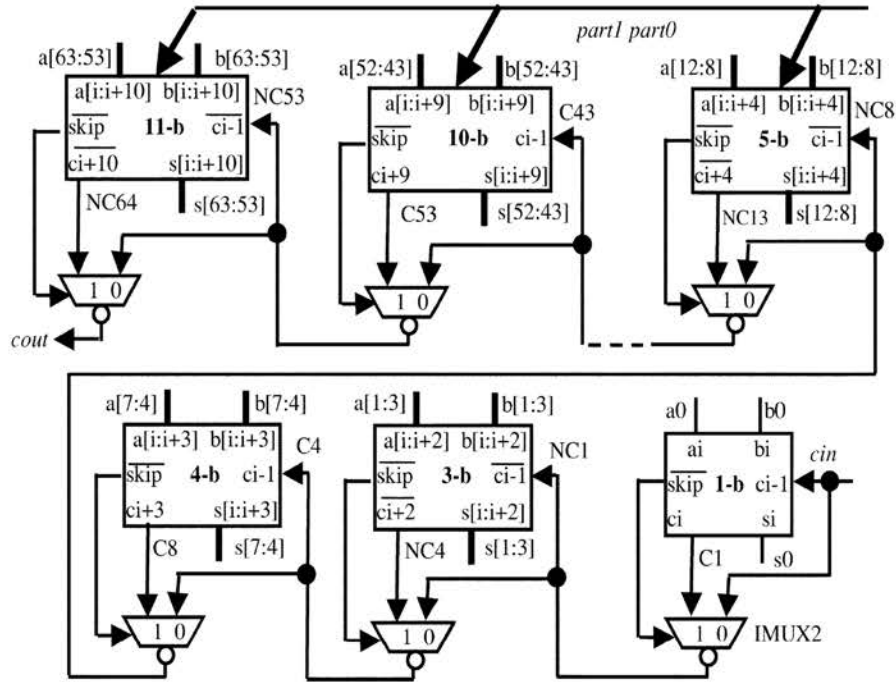 part1 part0
a[63:53] b[63:53]
a[i:i+10] b[i:i+10]
skip 11-b ci-1
ci+10 s[i:i+10]
NC53
NC64
s[63:53]
1 0
cout
a[52:43] b[52:43]
a[i:i+9] b[i:i+9]
skip 10-b ci-1
ci+9 s[i:i+9]
C43
C53
s[52:43]
1 0
a[12:8] b[12:8]
a[i:i+4] b[i:i+4]
skip 5-b ci-1
ci+4 s[i:i+4]
NC8
NC13
s[12:8]
1 0
a[7:4] b[7:4]
a[i:i+3] b[i:i+3]
skip 4-b ci-1
ci+3 s[i:i+3]
C4
C8
s[7:4]
1 0
a[1:3] b[1:3]
a[i:i+2] b[i:i+2]
skip 3-b ci-1
ci+2 s[i:i+2]
NC1
NC4
s[1:3]
1 0
a0 b0
ai bi
skip 1-b ci-1
ci si
cin
C1
s0
1 0
IMUX2